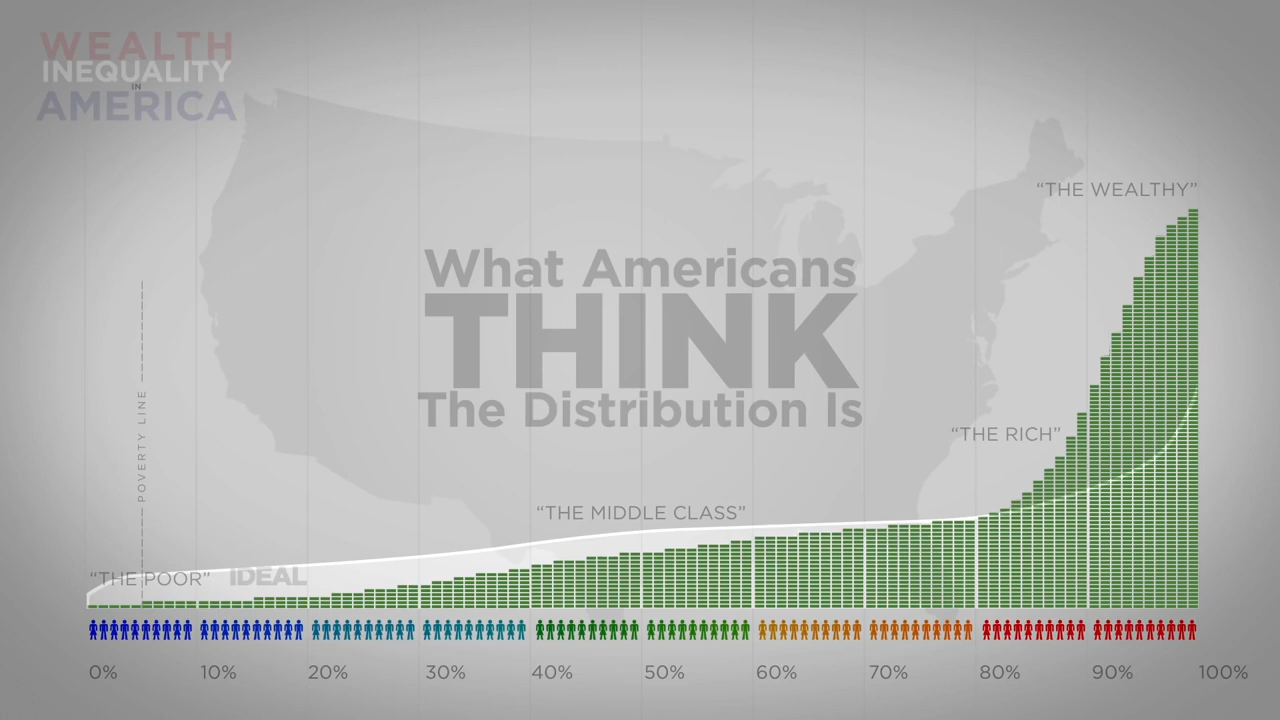 WEALTH
INEQUALITY
IN
AMERICA
“THE WEALTHY”
What Americans
THINK
The Distribution Is
“THE RICH”
POVERTY LINE
“THE MIDDLE CLASS”
“THE POOR”
IDEAL
0%
10%
20%
30%
40%
50%
60%
70%
80%
90%
100%